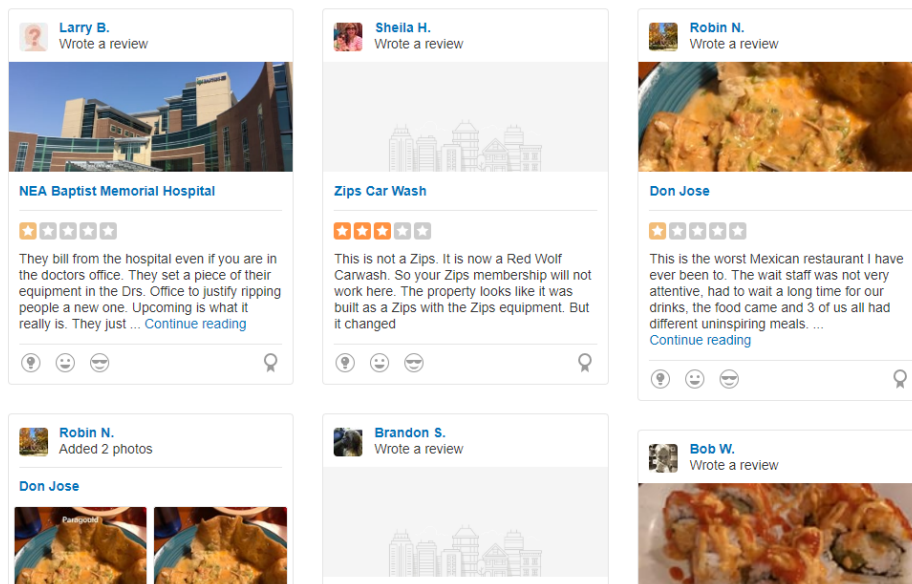 Larry B.
Wrote a review
NEA Baptist Memorial Hospital
They bill from the hospital even if you are in
the doctors office. They set a piece of their
equipment in the Drs. Office to justify ripping
people a new one. Upcoming is what it
really is. They just ... Continue reading
Sheila H.
Wrote a review
Zips Car Wash
This is not a Zips. It is now a Red Wolf
Carwash. So your Zips membership will not
work here. The property looks like it was
built as a Zips with the Zips equipment. But
it changed
Robin N.
Wrote a review
Don Jose
This is the worst Mexican restaurant I have
ever been to. The wait staff was not very
attentive, had to wait a long time for our
drinks, the food came and 3 of us all had
different uninspiring meals. ...
Continue reading
Robin N.
Added 2 photos
Don Jose
Paragould
Brandon S.
Wrote a review
Bob W.
Wrote a review